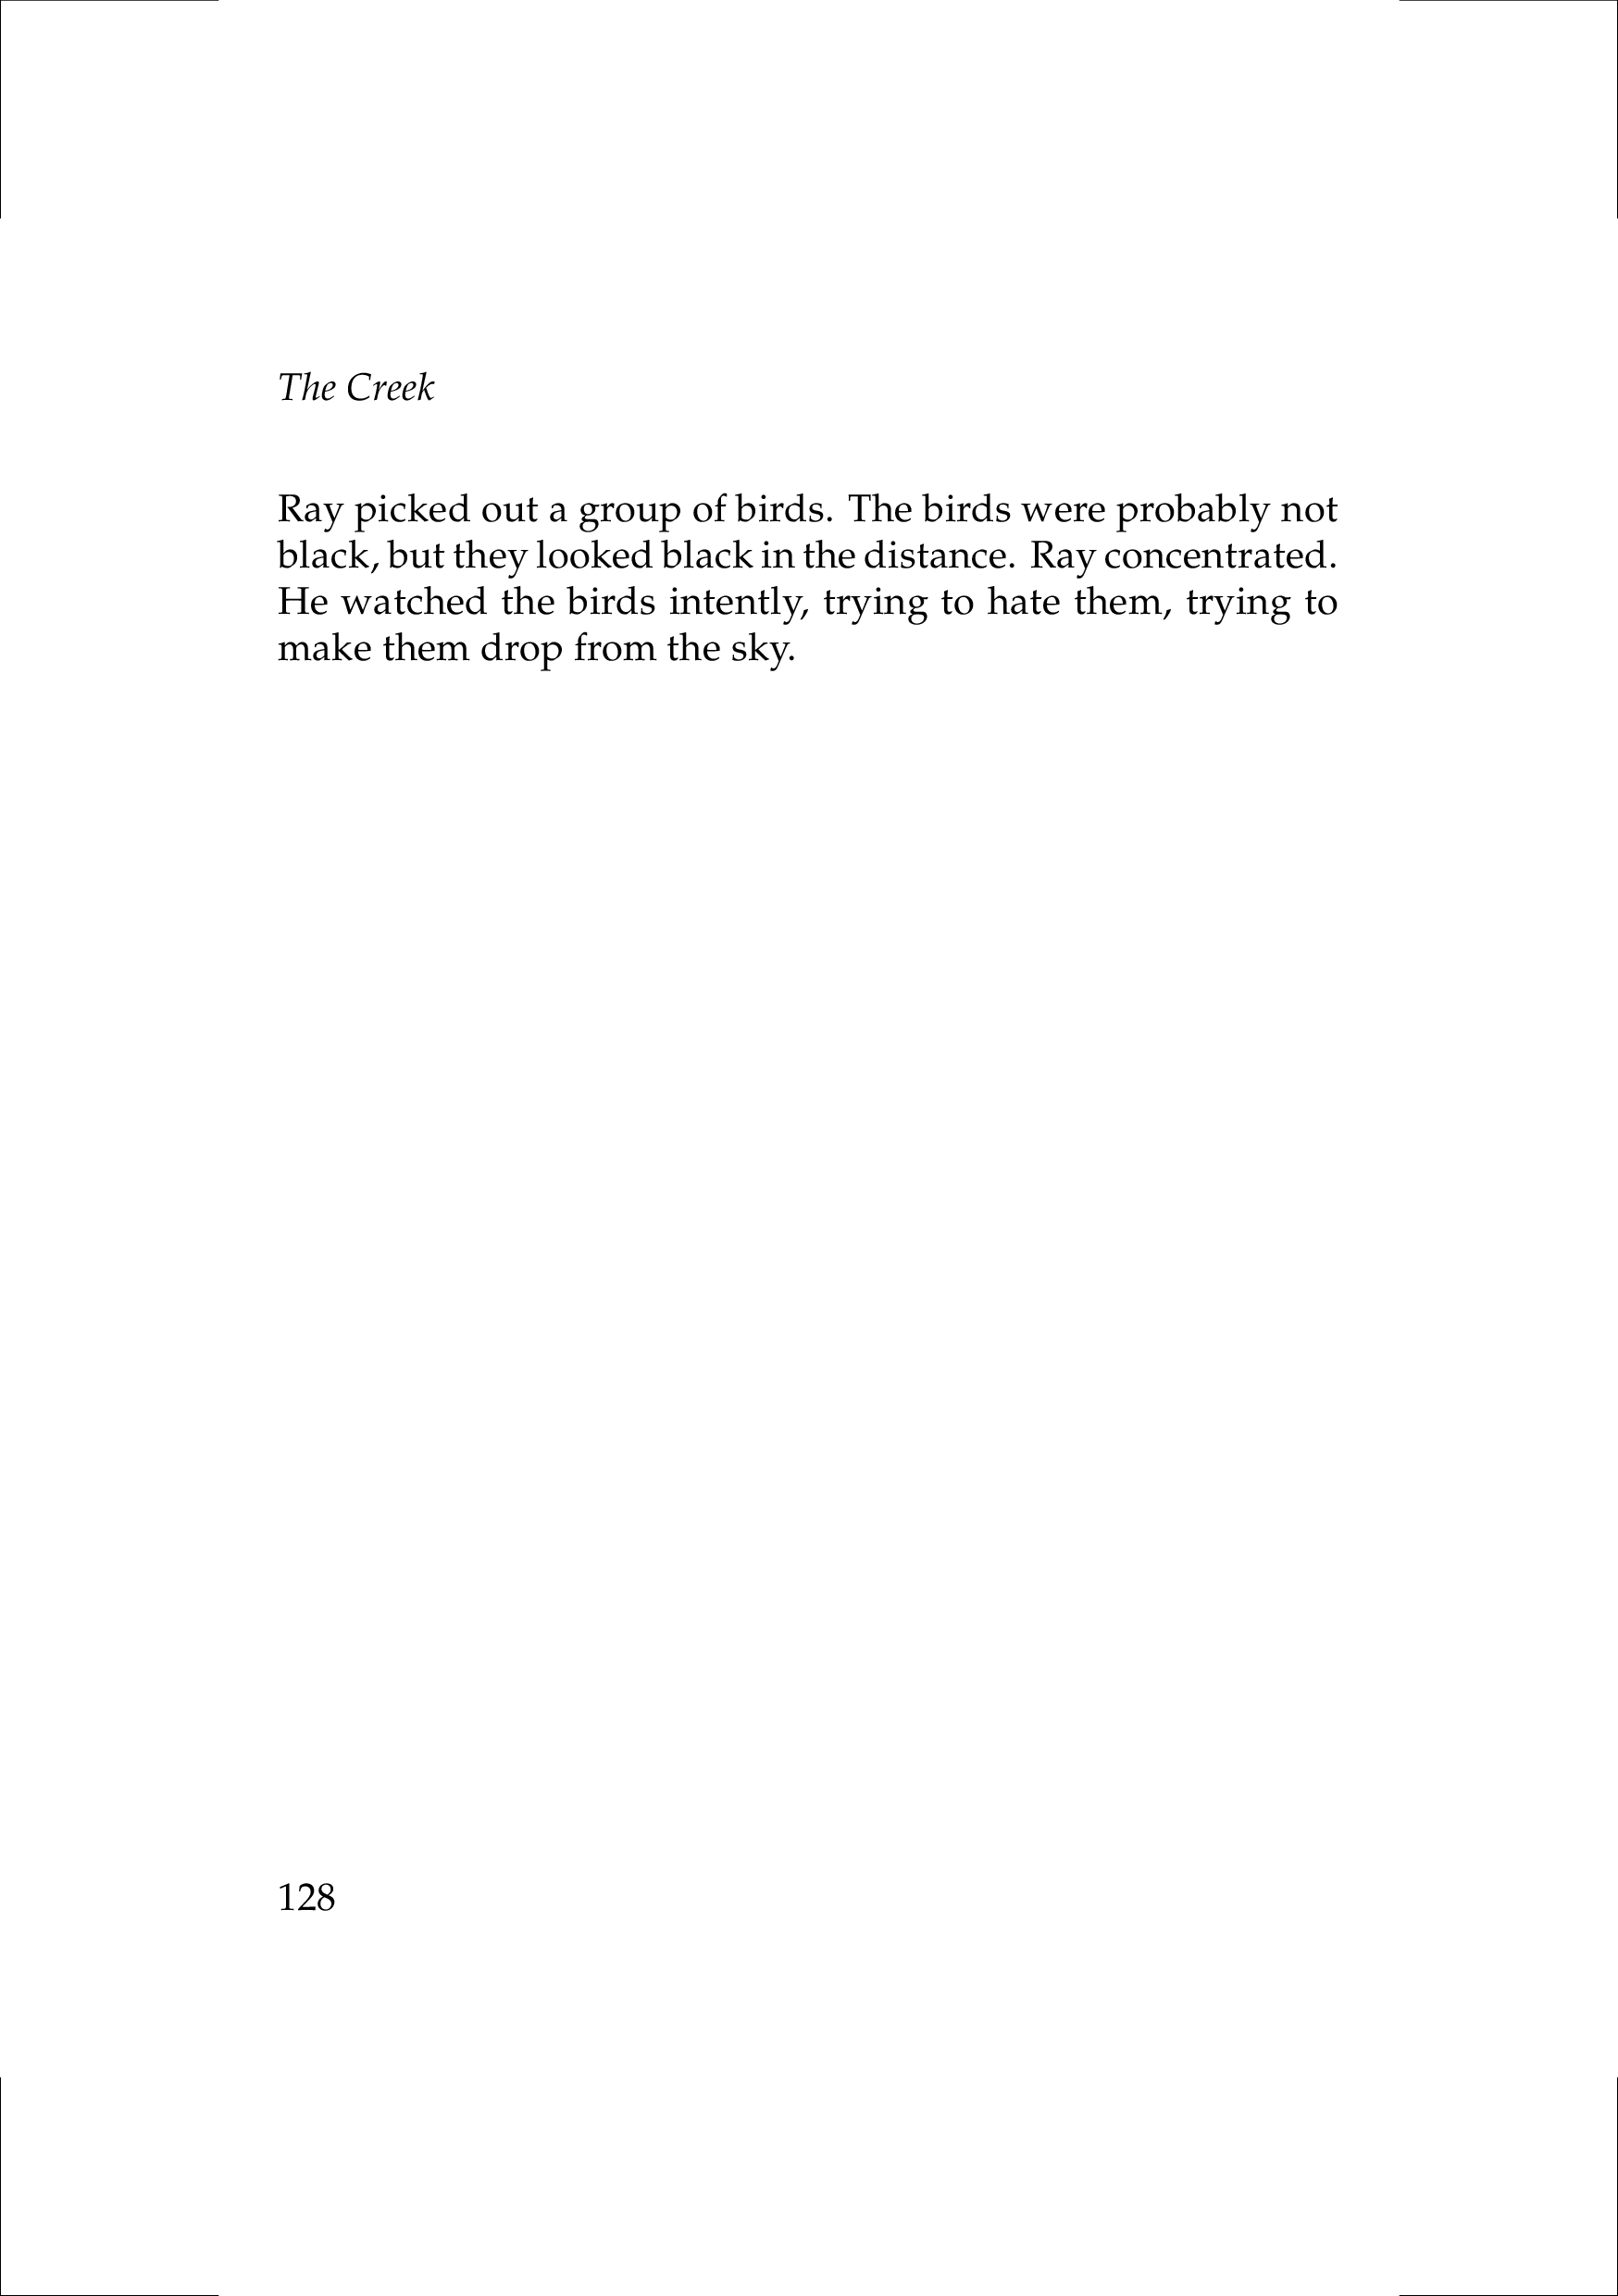 The Creek
Ray picked out a group of birds. The birds were probably not
black, but they looked black in the distance. Ray concentrated.
He watched the birds intently, trying to hate them, trying to
make them drop from the sky.
128